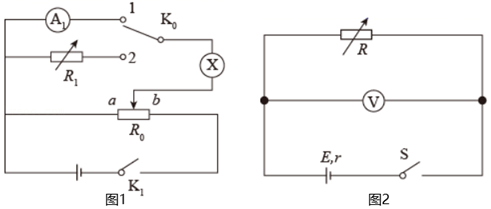 A₁ 1 K₀
R₁ 2 X
a b
R₀
K₁
图1
R
V
E,r S
图2